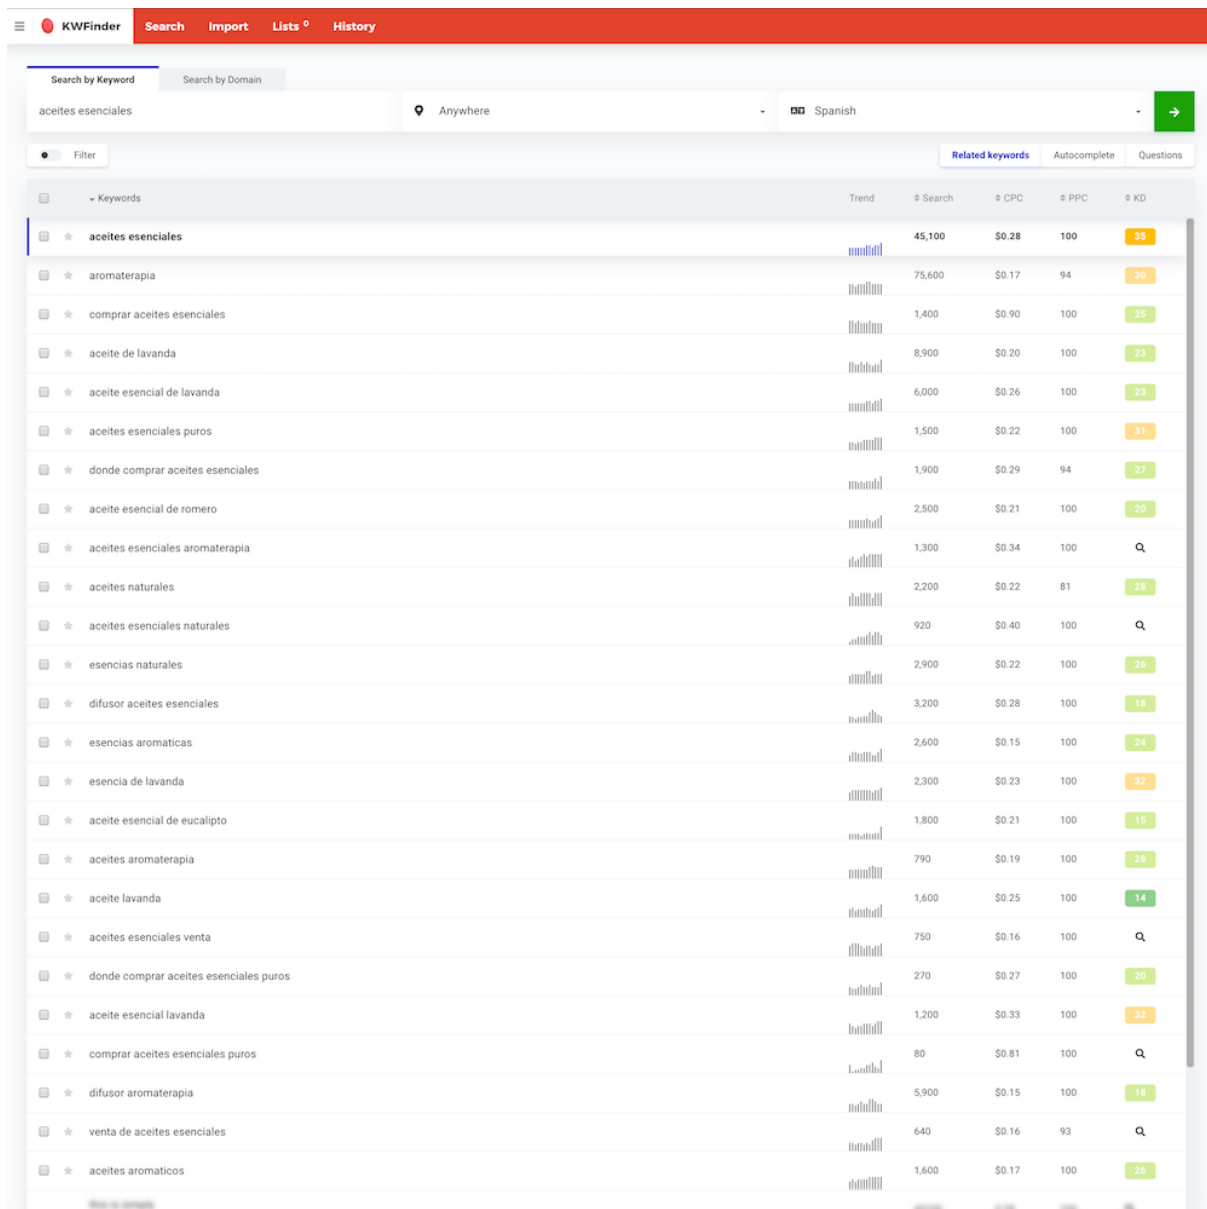 KWFinder Search Import Lists 0 History
Search by Keyword Search by Domain
aceites esenciales Anywhere Spanish
Filter Related keywords Autocomplete Questions
Keywords Trend Search CPC PPC KD
aceites esenciales 45,100 $0.28 100 35
aromaterapia 75,600 $0.17 94 30
comprar aceites esenciales 1,400 $0.90 100 25
aceite de lavanda 8,900 $0.20 100 23
aceite esencial de lavanda 6,000 $0.26 100 23
aceites esenciales puros 1,500 $0.22 100 31
donde comprar aceites esenciales 1,900 $0.29 94 27
aceite esencial de romero 2,500 $0.21 100 20
aceites esenciales aromaterapia 1,300 $0.34 100
aceites naturales 2,200 $0.22 81 28
aceites esenciales naturales 920 $0.40 100
esencias naturales 2,900 $0.22 100 26
difusor aceites esenciales 3,200 $0.28 100 18
esencias aromaticas 2,600 $0.15 100 24
esencia de lavanda 2,300 $0.23 100 32
aceite esencial de eucalipto 1,800 $0.21 100 15
aceites aromaterapia 790 $0.19 100 28
aceite lavanda 1,600 $0.25 100 14
aceites esenciales venta 750 $0.16 100
donde comprar aceites esenciales puros 270 $0.27 100 20
aceite esencial lavanda 1,200 $0.33 100 32
comprar aceites esenciales puros 80 $0.81 100
difusor aromaterapia 5,900 $0.15 100 18
venta de aceites esenciales 640 $0.16 93
aceites aromaticos 1,600 $0.17 100 26